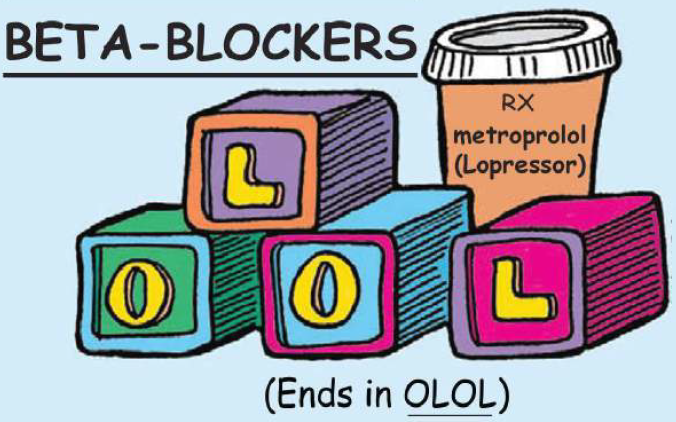 BETA-BLOCKERS
RX
metroprolol
(Lopressor)
L
O O L
(Ends in OLOL)